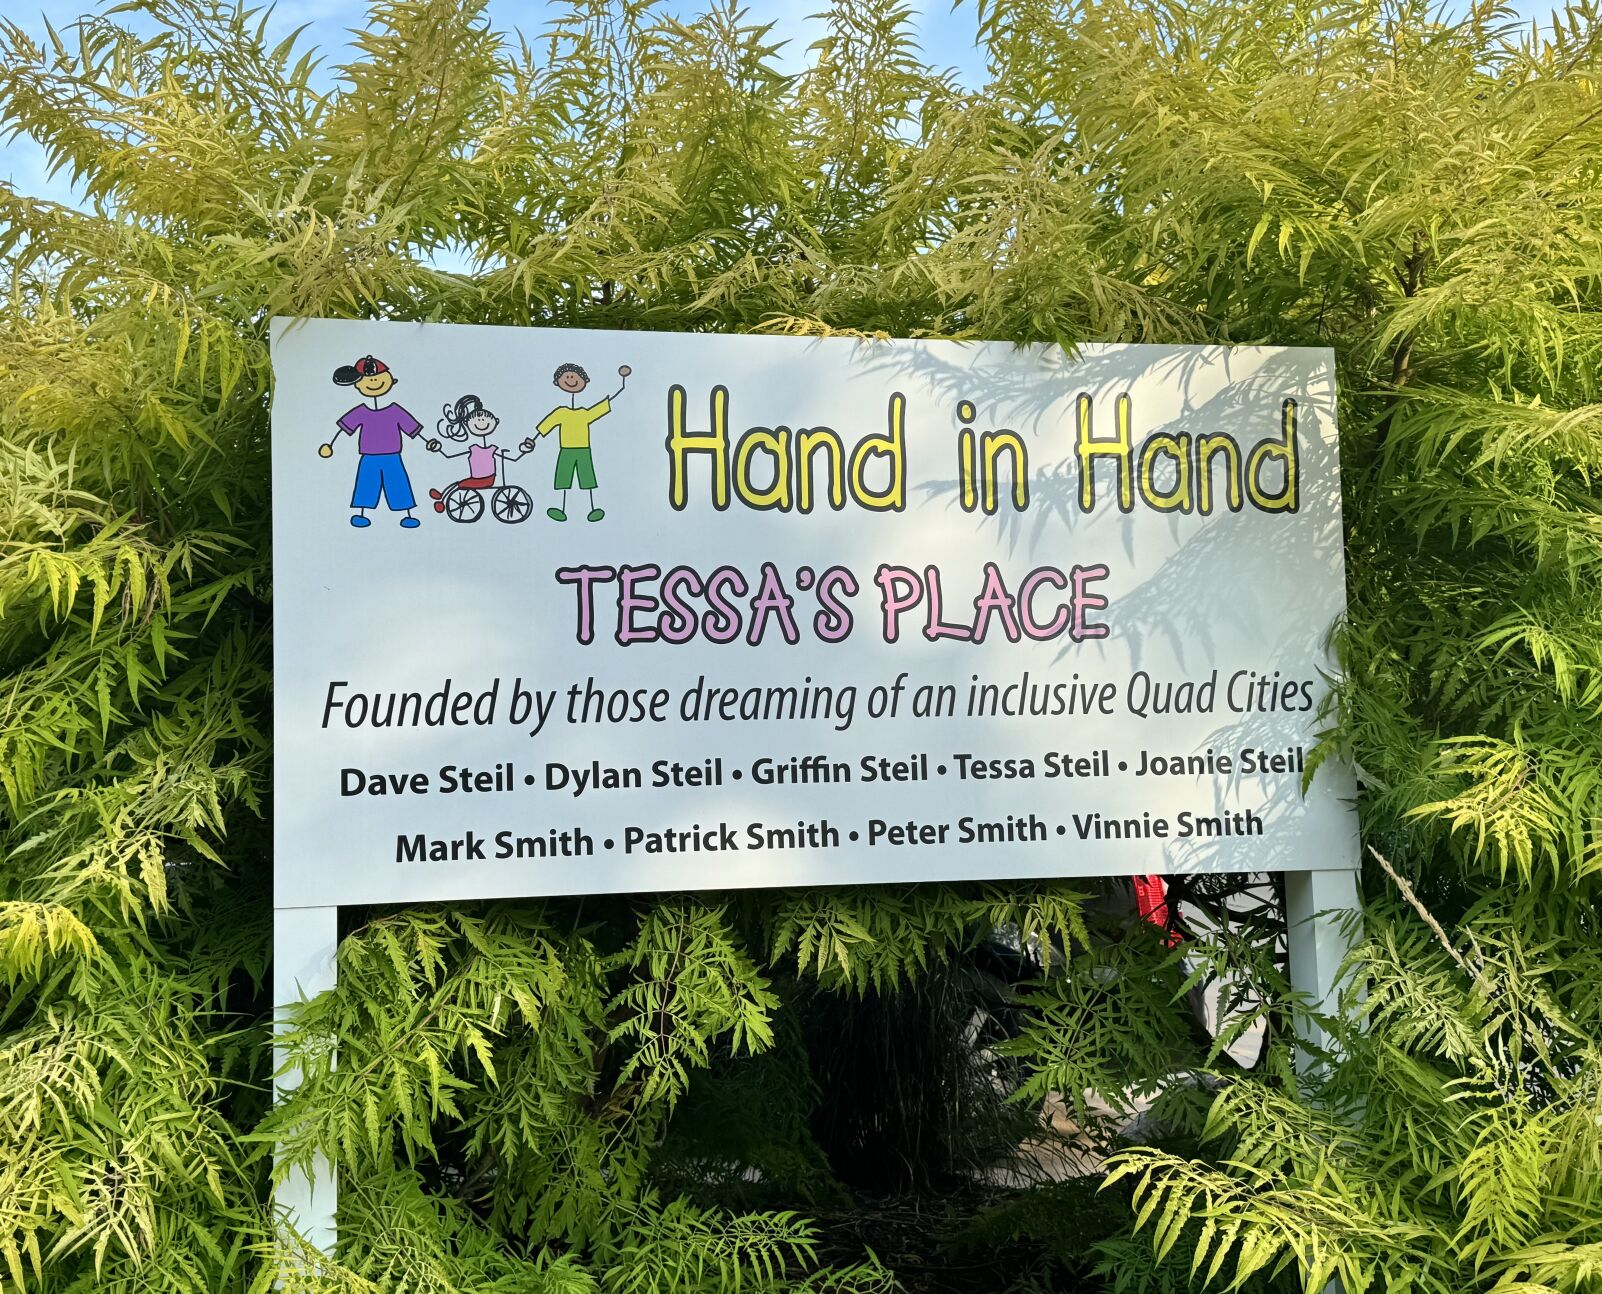 Hand in Hand
TESSA'S PLACE
Founded by those dreaming of an inclusive Quad Cities
Dave Steil • Dylan Steil • Griffin Steil • Tessa Steil • Joanie Steil
Mark Smith • Patrick Smith • Peter Smith • Vinnie Smith